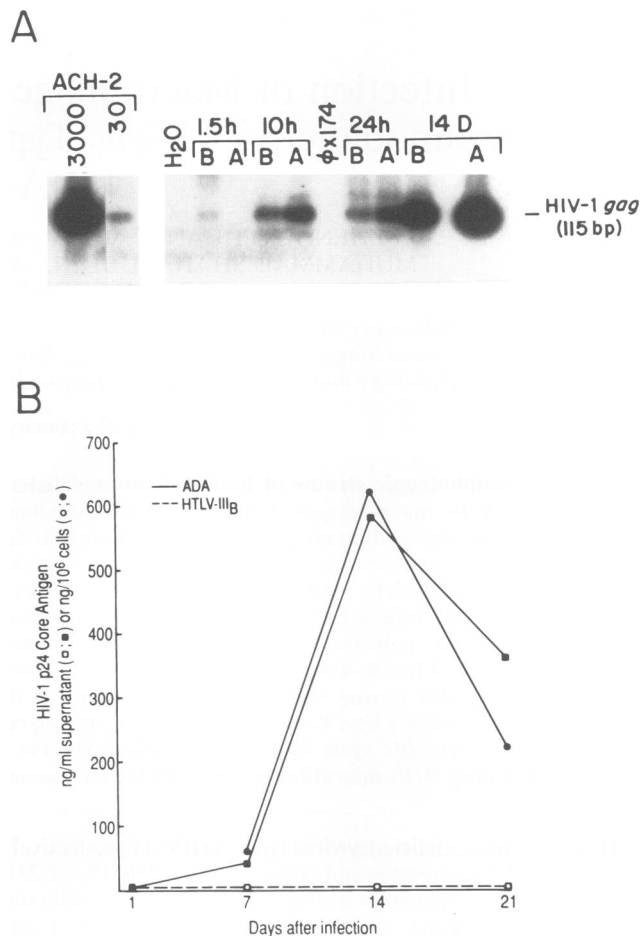 A
ACH-2
3000
30
H2O
1.5h
10h
φx174
24h
14 D
B A B A B A B A
HIV-1 gag
(115 bp)
B
700
600
500
400
300
200
100
ADA
HTLV-IIIB
HIV-1 p24 Core Antigen
ng/ml supernatant (□;■) or ng/10⁶ cells (○;●)
1 7 14 21
Days after infection